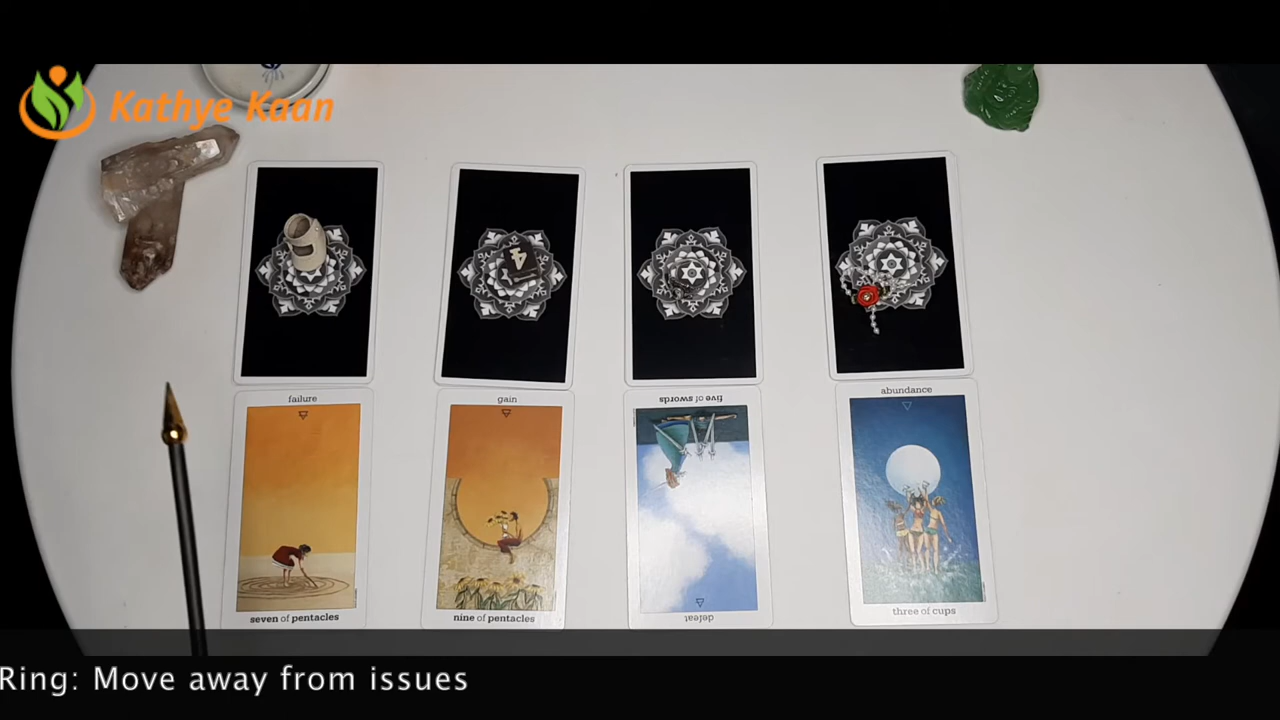 Kathye Kaan
failure
gain
five of swords
abundance
seven of pentacles
nine of pentacles
defeat
three of cups
Ring: Move away from issues